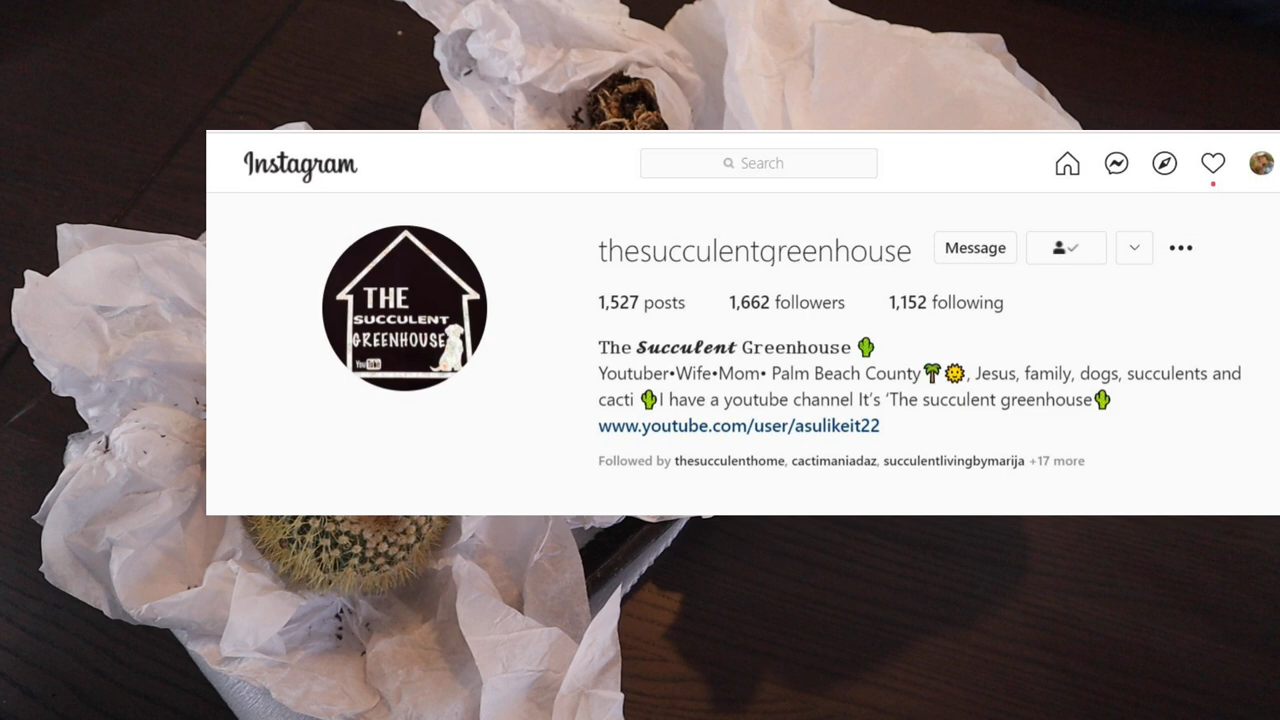 Instagram
Search
thesucculentgreenhouse
Message
1,527 posts 1,662 followers 1,152 following
The 𝓢𝓾𝓬𝓬𝓾𝓵𝓮𝓷𝓽 Greenhouse 🌵
Youtuber•Wife•Mom• Palm Beach County🌴🌞, Jesus, family, dogs, succulents and
cacti 🌵I have a youtube channel It’s ’The succulent greenhouse🌵
www.youtube.com/user/asulikeit22
Followed by thesucculenthome, cactimaniadaz, succulentlivingbymarija +17 more
THE
SUCCULENT
GREENHOUSE
YouTube